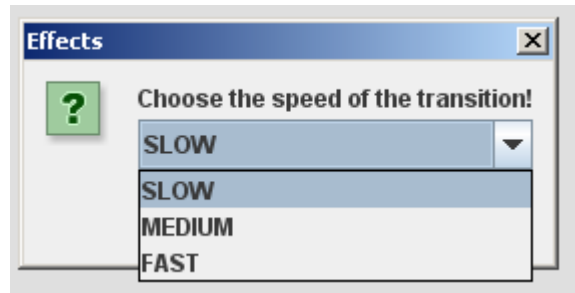 Effects
?
Choose the speed of the transition!
SLOW
SLOW
MEDIUM
FAST